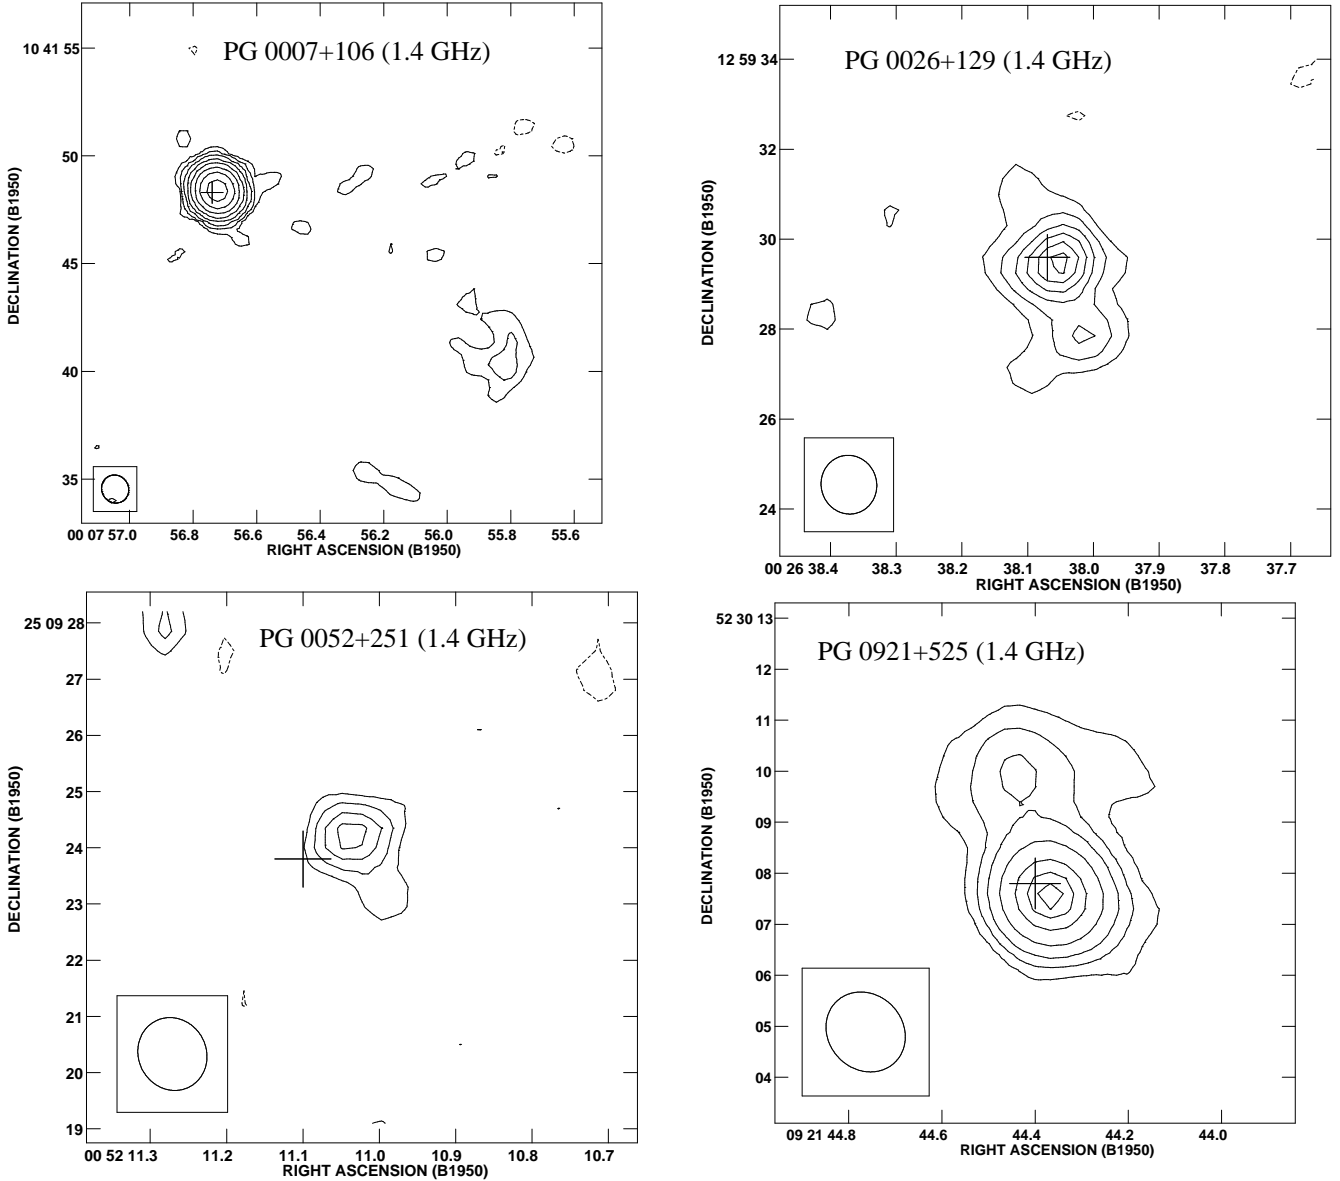 PG 0007+106 (1.4 GHz)
10 41 55
50
45
40
35
DECLINATION (B1950)
00 07 57.0 56.8 56.6 56.4 56.2 56.0 55.8 55.6
RIGHT ASCENSION (B1950)
PG 0026+129 (1.4 GHz)
12 59 34
32
30
28
26
24
DECLINATION (B1950)
00 26 38.4 38.3 38.2 38.1 38.0 37.9 37.8 37.7
RIGHT ASCENSION (B1950)
PG 0052+251 (1.4 GHz)
25 09 28
27
26
25
24
23
22
21
20
19
DECLINATION (B1950)
00 52 11.3 11.2 11.1 11.0 10.9 10.8 10.7
RIGHT ASCENSION (B1950)
PG 0921+525 (1.4 GHz)
52 30 13
12
11
10
09
08
07
06
05
04
DECLINATION (B1950)
09 21 44.8 44.6 44.4 44.2 44.0
RIGHT ASCENSION (B1950)